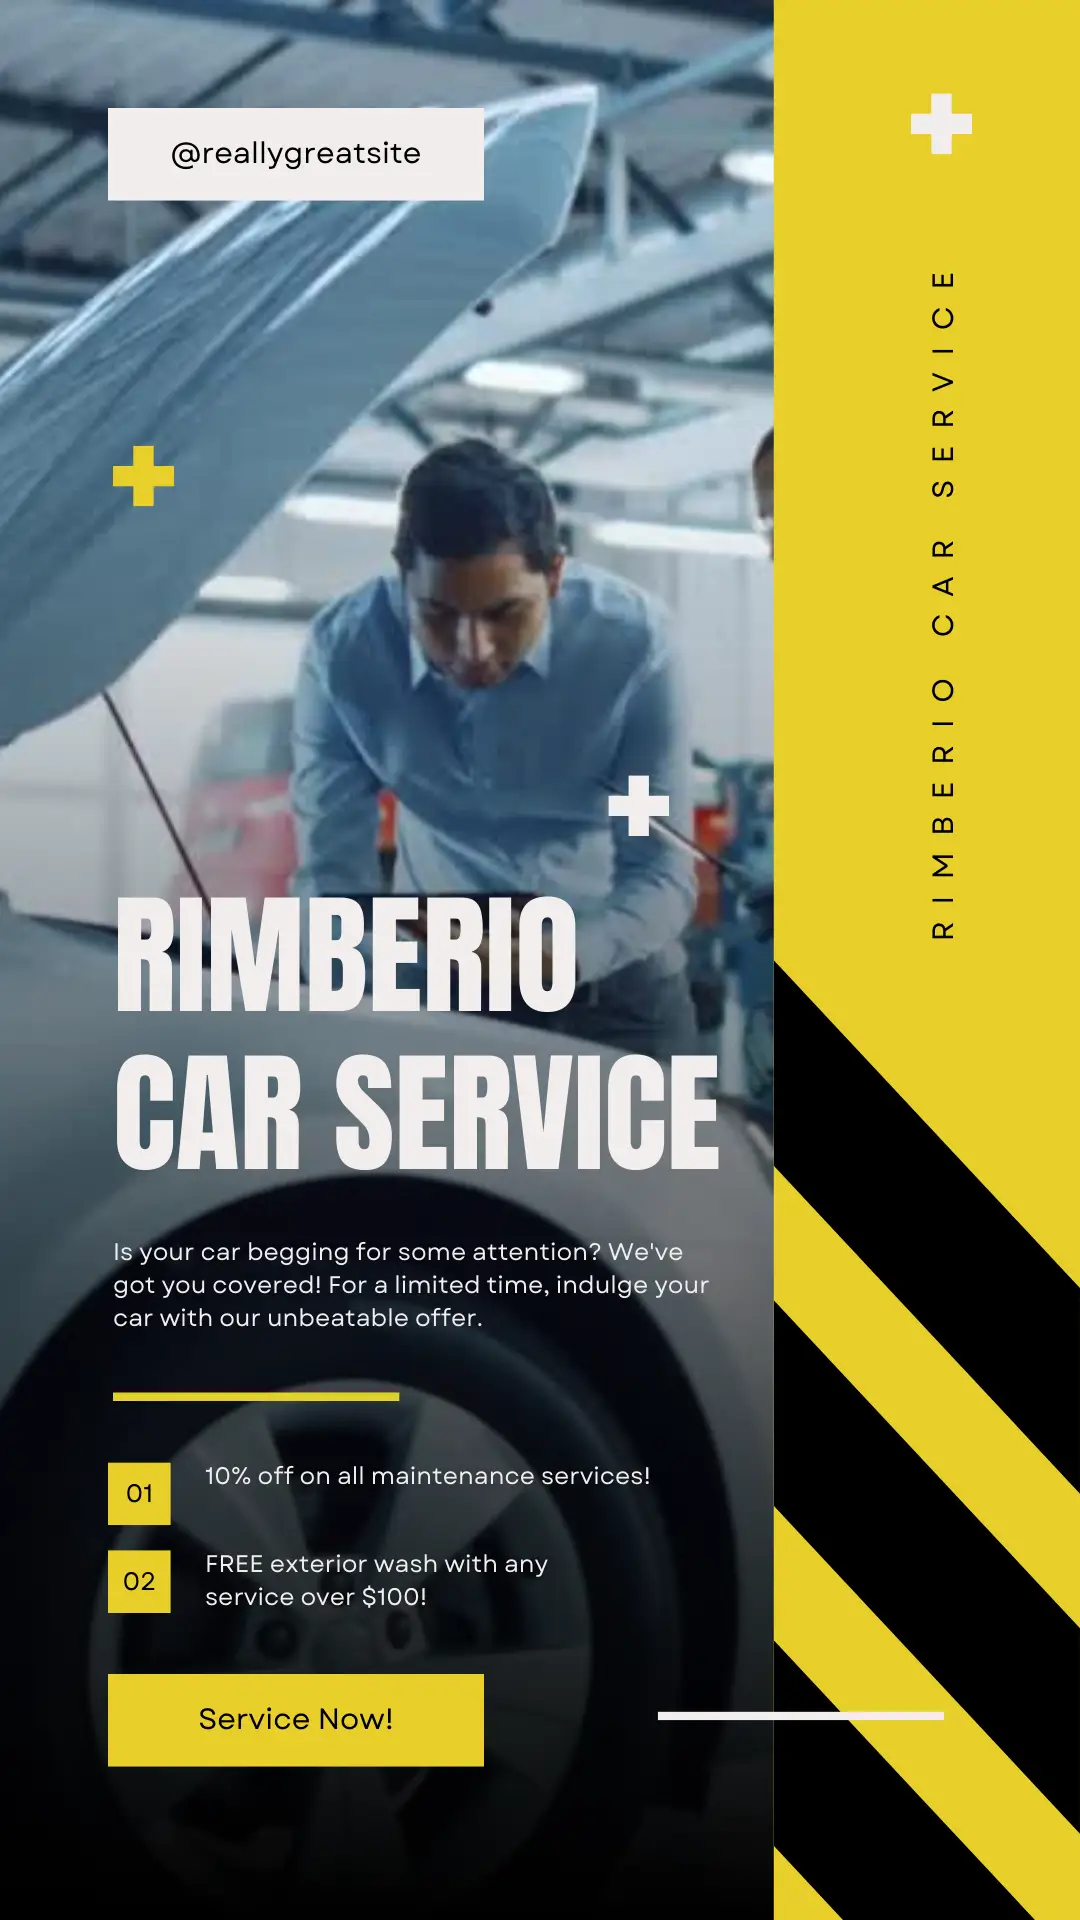 @reallygreatsite
RIMBERIO CAR SERVICE
RIMBERIO
CAR SERVICE
Is your car begging for some attention? We've
got you covered! For a limited time, indulge your
car with our unbeatable offer.
01
10% off on all maintenance services!
02
FREE exterior wash with any
service over $100!
Service Now!